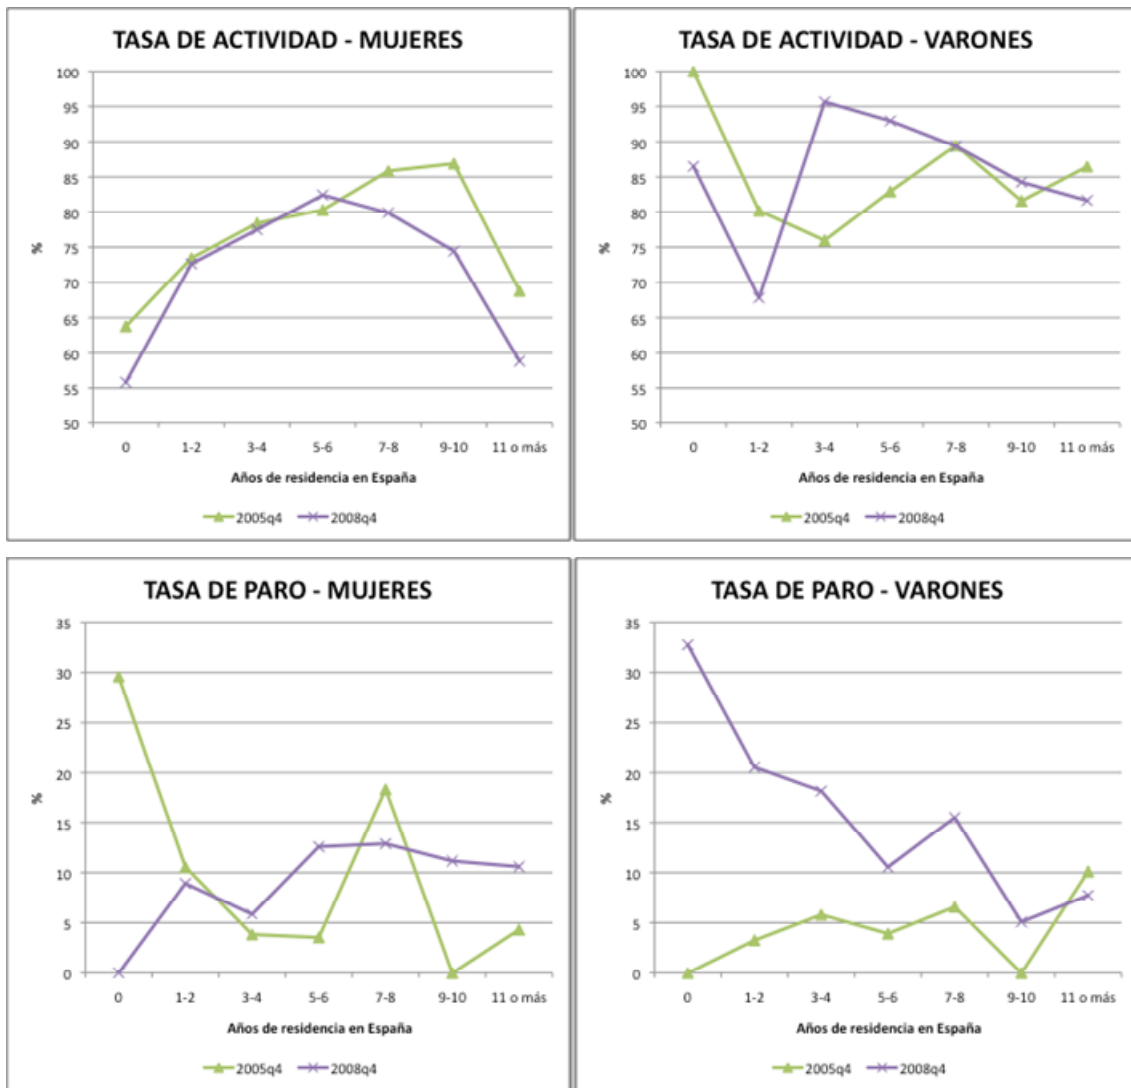 TASA DE ACTIVIDAD - MUJERES
100
95
90
85
80
75
70
65
60
55
50
%
0 1-2 3-4 5-6 7-8 9-10 11 o más
Años de residencia en España
2005q4 2008q4
TASA DE ACTIVIDAD - VARONES
100
95
90
85
80
75
70
65
60
55
50
%
0 1-2 3-4 5-6 7-8 9-10 11 o más
Años de residencia en España
2005q4 2008q4
TASA DE PARO - MUJERES
35
30
25
20
15
10
5
0
%
0 1-2 3-4 5-6 7-8 9-10 11 o más
Años de residencia en España
2005q4 2008q4
TASA DE PARO - VARONES
35
30
25
20
15
10
5
0
%
0 1-2 3-4 5-6 7-8 9-10 11 o más
Años de residencia en España
2005q4 2008q4